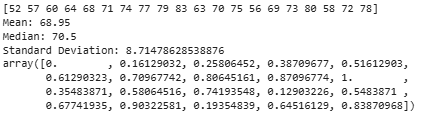 [52 57 60 64 68 71 74 77 79 83 63 70 75 56 69 73 80 58 72 78]
Mean: 68.95
Median: 70.5
Standard Deviation: 8.71478628538876
array([0.        , 0.16129032, 0.25806452, 0.38709677, 0.51612903,
0.61290323, 0.70967742, 0.80645161, 0.87096774, 1.        ,
0.35483871, 0.58064516, 0.74193548, 0.12903226, 0.5483871 ,
0.67741935, 0.90322581, 0.19354839, 0.64516129, 0.83870968])